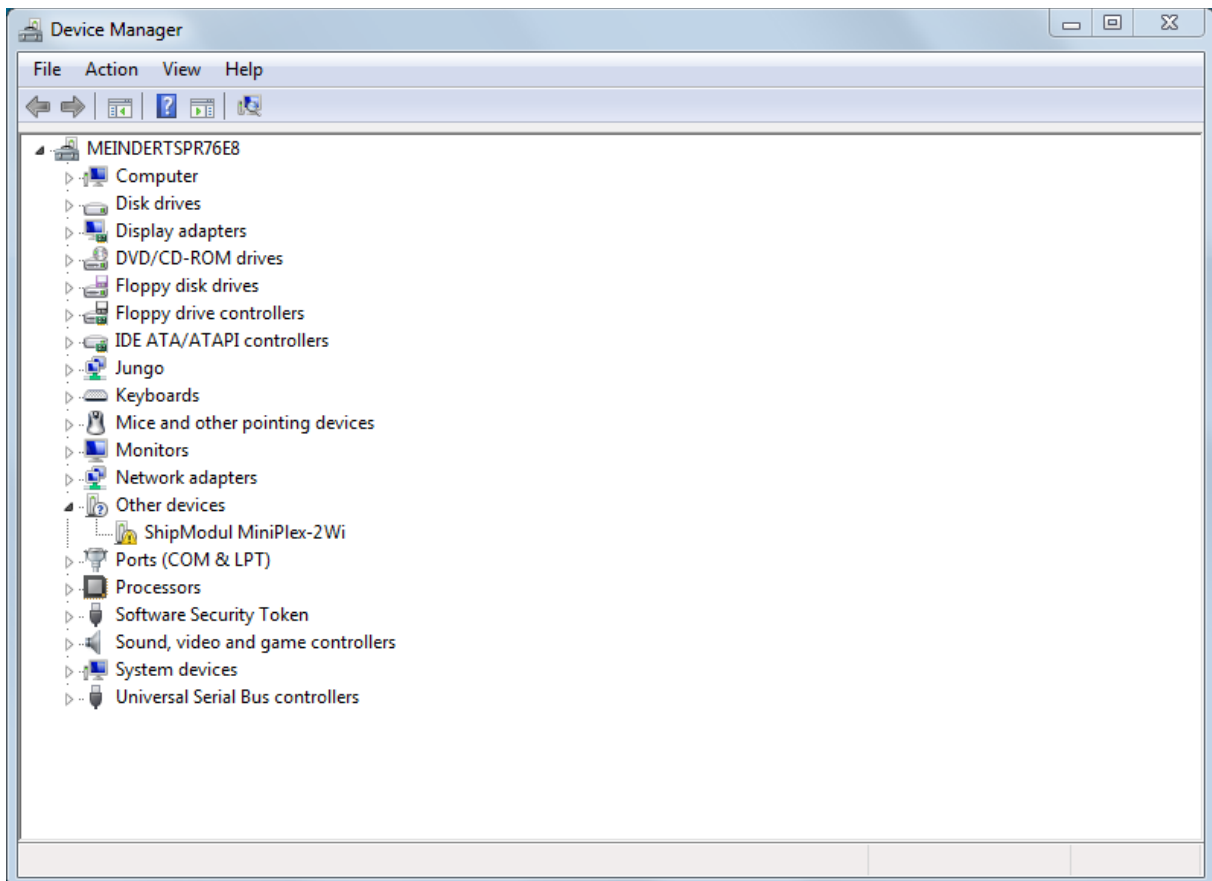 Device Manager
File Action View Help
MEINDERTSPR76E8
Computer
Disk drives
Display adapters
DVD/CD-ROM drives
Floppy disk drives
Floppy drive controllers
IDE ATA/ATAPI controllers
Jungo
Keyboards
Mice and other pointing devices
Monitors
Network adapters
Other devices
ShipModul MiniPlex-2Wi
Ports (COM & LPT)
Processors
Software Security Token
Sound, video and game controllers
System devices
Universal Serial Bus controllers